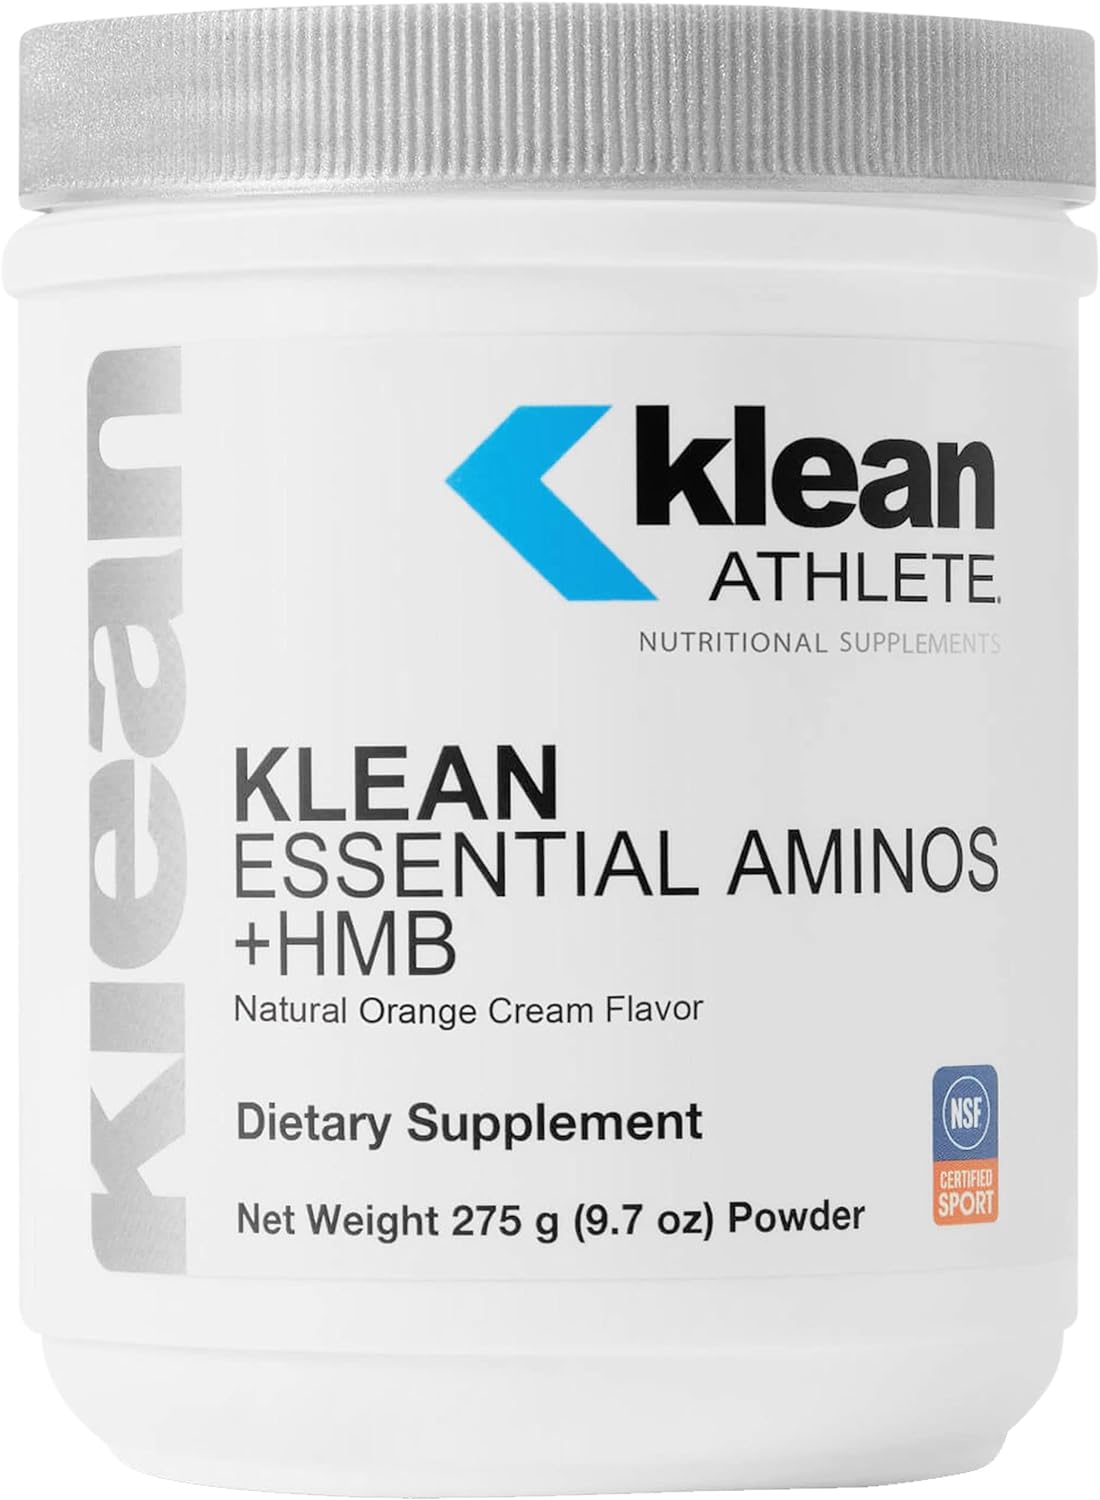 klean
klean
ATHLETE
NUTRITIONAL SUPPLEMENTS
KLEAN
ESSENTIAL AMINOS
+HMB
Natural Orange Cream Flavor
Dietary Supplement
Net Weight 275 g (9.7 oz) Powder
NSF
CERTIFIED
SPORT